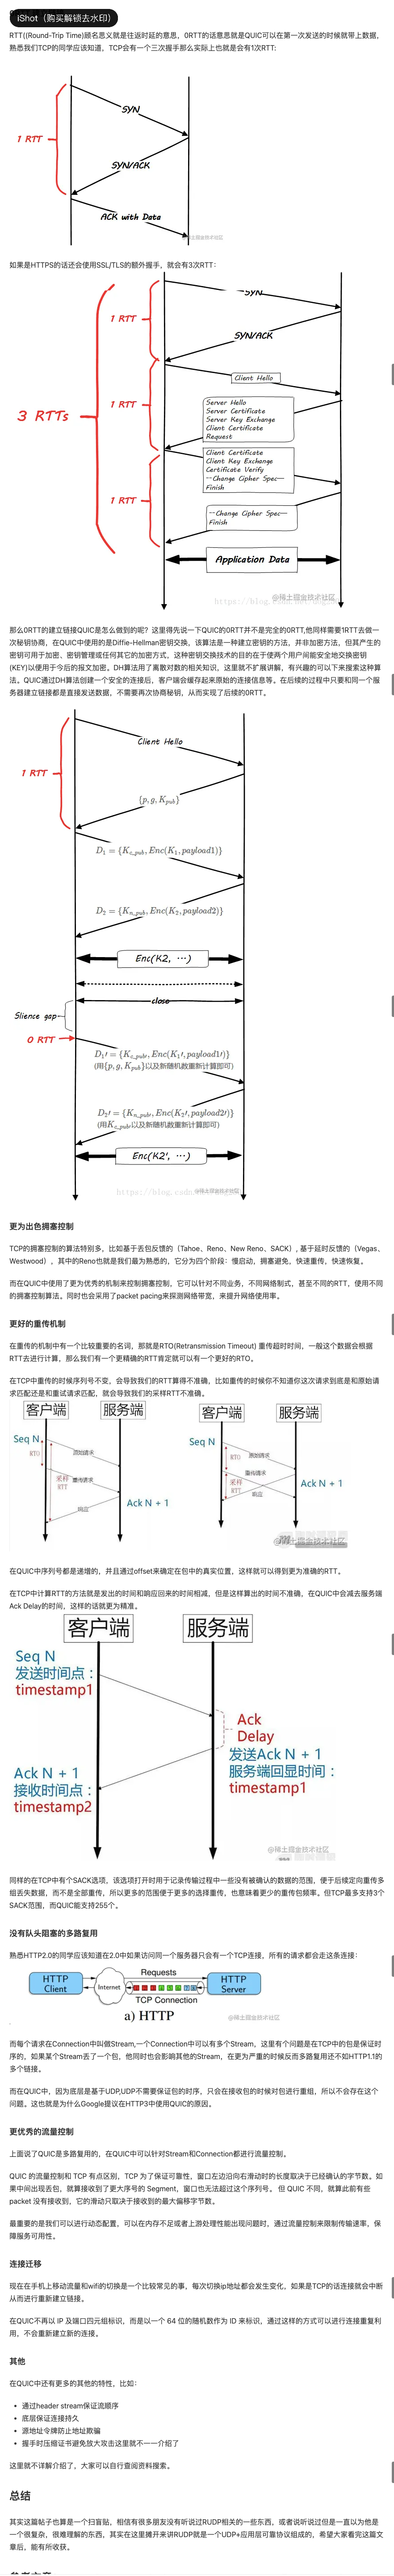 iShot（购买解锁去水印）
RTT((Round-Trip Time)顾名思义就是往返时延的意思，0RTT的话意思就是QUIC可以在第一次发送的时候就带上数据，
熟悉我们TCP的同学应该知道，TCP会有一个三次握手那么实际上也就是会有1次RTT:
SYN
1 RTT
SYN/ACK
ACK with Data
@稀土掘金技术社区
如果是HTTPS的话还会使用SSL/TLS的额外握手，就会有3次RTT：
SYN
1 RTT
SYN/ACK
Client Hello
3 RTTs
1 RTT
Server Hello
Server Certificate
Server Key Exchange
Client Certificate
Request
Client Certificate
Client Key Exchange
Certificate Verify
--Change Cipher Spec—
Finish
1 RTT
--Change Cipher Spec—
Finish
Application Data
@稀土掘金技术社区
那么0RTT的建立链接QUIC是怎么做到的呢？这里得先说一下QUIC的0RTT并不是完全的0RTT,他同样需要1RTT去做一
次秘钥协商，在QUIC中使用的是Diffie-Hellman密钥交换，该算法是一种建立密钥的方法，并非加密方法，但其产生的
密钥可用于加密、密钥管理或任何其它的加密方式，这种密钥交换技术的目的在于使两个用户间能安全地交换密钥
(KEY)以便用于今后的报文加密。DH算法用了离散对数的相关知识，这里就不扩展讲解，有兴趣的可以下来搜索这种算
法。QUIC通过DH算法创建一个安全的连接后，客户端会缓存起来原始的连接信息等。在后续的过程中只要和同一个服
务器建立链接都是直接发送数据，不需要再次协商秘钥，从而实现了后续的0RTT。
Client Hello
1 RTT
{p, g, K_pub}
D₁ = {K_c_pub, Enc(K₁, payload1)}
D₂ = {K_n_pub, Enc(K₂, payload2)}
Enc(K2, ...)
close
Slience gap
0 RTT
D₁′ = {K_c_pub′, Enc(K₁′, payload1′)}
(用{p, g, K_pub}以及新随机数重新计算即可)
D₂′ = {K_n_pub′, Enc(K₂′, payload2′)}
(用K_c_pub′以及新随机数重新计算即可)
Enc(K2′, ...)
@稀土掘金技术社区
更为出色拥塞控制
TCP的拥塞控制的算法特别多，比如基于丢包反馈的（Tahoe、Reno、New Reno、SACK）, 基于延时反馈的（Vegas、
Westwood），其中的Reno也就是我们最为熟悉的，它分为四个阶段：慢启动，拥塞避免，快速重传，快速恢复。
而在QUIC中使用了更为优秀的机制来控制拥塞控制，它可以针对不同业务，不同网络制式，甚至不同的RTT，使用不同
的拥塞控制算法。同时也会采用了packet pacing来探测网络带宽，来提升网络使用率。
更好的重传机制
在重传的机制中有一个比较重要的名词，那就是RTO(Retransmission Timeout) 重传超时时间，一般这个数据会根据
RTT去进行计算，那么我们有一个更精确的RTT肯定就可以有一个更好的RTO。
在TCP中重传的时候序列号不变，会导致我们的RTT算得不准确，比如重传的时候你不知道你这次请求到底是和原始请
求匹配还是和重试请求匹配，就会导致我们的采样RTT不准确。
客户端 服务端 客户端 服务端
Seq N
RTO
原始请求
采样
RTT
重传请求
Ack N + 1
响应
Seq N
RTO
原始请求
重传请求
采样
RTT
响应
Ack N + 1
@稀土掘金技术社区
在QUIC中序列号都是递增的，并且通过offset来确定在包中的真实位置，这样就可以得到更为准确的RTT。
在TCP中计算RTT的方法就是发出的时间和响应回来的时间相减，但是这样算出的时间不准确，在QUIC中会减去服务端
Ack Delay的时间，这样的话就更为精准。
客户端 服务端
Seq N
发送时间点：
timestamp1
Ack
Delay
发送Ack N + 1
服务端回显时间：
timestamp1
Ack N + 1
接收时间点：
timestamp2
@稀土掘金技术社区
同样的在TCP中有个SACK选项，该选项打开时用于记录传输过程中一些没有被确认的数据的范围，便于后续定向重传多
组丢失数据，而不是全部重传，所以更多的范围便于更多的选择重传，也意味着更少的重传包频率。但TCP最多支持3个
SACK范围，而QUIC能支持255个。
没有队头阻塞的多路复用
熟悉HTTP2.0的同学应该知道在2.0中如果访问同一个服务器只会有一个TCP连接，所有的请求都会走这条连接：
Requests
HTTP
Client
Internet
HTTP
Server
TCP Connection
a) HTTP
@稀土掘金技术社区
而每个请求在Connection中叫做Stream,一个Connection中可以有多个Stream，这里有个问题是在TCP中的包是保证时
序的，如果某个Stream丢了一个包，他同时也会影响其他的Stream，在更为严重的时候反而多路复用还不如HTTP1.1的
多个链接。
而在QUIC中，因为底层是基于UDP,UDP不需要保证包的时序，只会在接收包的时候对包进行重组，所以不会存在这个
问题。这也就是为什么Google提议在HTTP3中使用QUIC的原因。
更优秀的流量控制
上面说了QUIC是多路复用的，在QUIC中可以针对Stream和Connection都进行流量控制。
QUIC 的流量控制和 TCP 有点区别，TCP 为了保证可靠性，窗口左边沿向右滑动时的长度取决于已经确认的字节数。如
果中间出现丢包，就算接收到了更大序号的 Segment，窗口也无法超过这个序列号。 但 QUIC 不同，就算此前有些
packet 没有接收到，它的滑动只取决于接收到的最大偏移字节数。
最重要的是我们可以进行动态配置，可以在内存不足或者上游处理性能出现问题时，通过流量控制来限制传输速率，保
障服务可用性。
连接迁移
现在在手机上移动流量和wifi的切换是一个比较常见的事，每次切换ip地址都会发生变化，如果是TCP的话连接就会中断
从而进行重新建立链接。
在QUIC不再以 IP 及端口四元组标识，而是以一个 64 位的随机数作为 ID 来标识，通过这样的方式可以进行连接重复利
用，不会重新建立新的连接。
其他
在QUIC中还有更多的其他的特性，比如：
• 通过header stream保证流顺序
• 底层保证连接持久
• 源地址令牌防止地址欺骗
• 握手时压缩证书避免放大攻击这里就不一一介绍了
这里就不详解介绍了，大家可以自行查阅资料搜索。
总结
其实这篇帖子也算是一个扫盲贴，相信有很多朋友没有听说过RUDP相关的一些东西，或者说听说过但是一直以为他是
一个很复杂，很难理解的东西，其实在这里摊开来讲RUDP就是一个UDP+应用层可靠协议组成的，希望大家看完这篇文
章后，能有所收获。